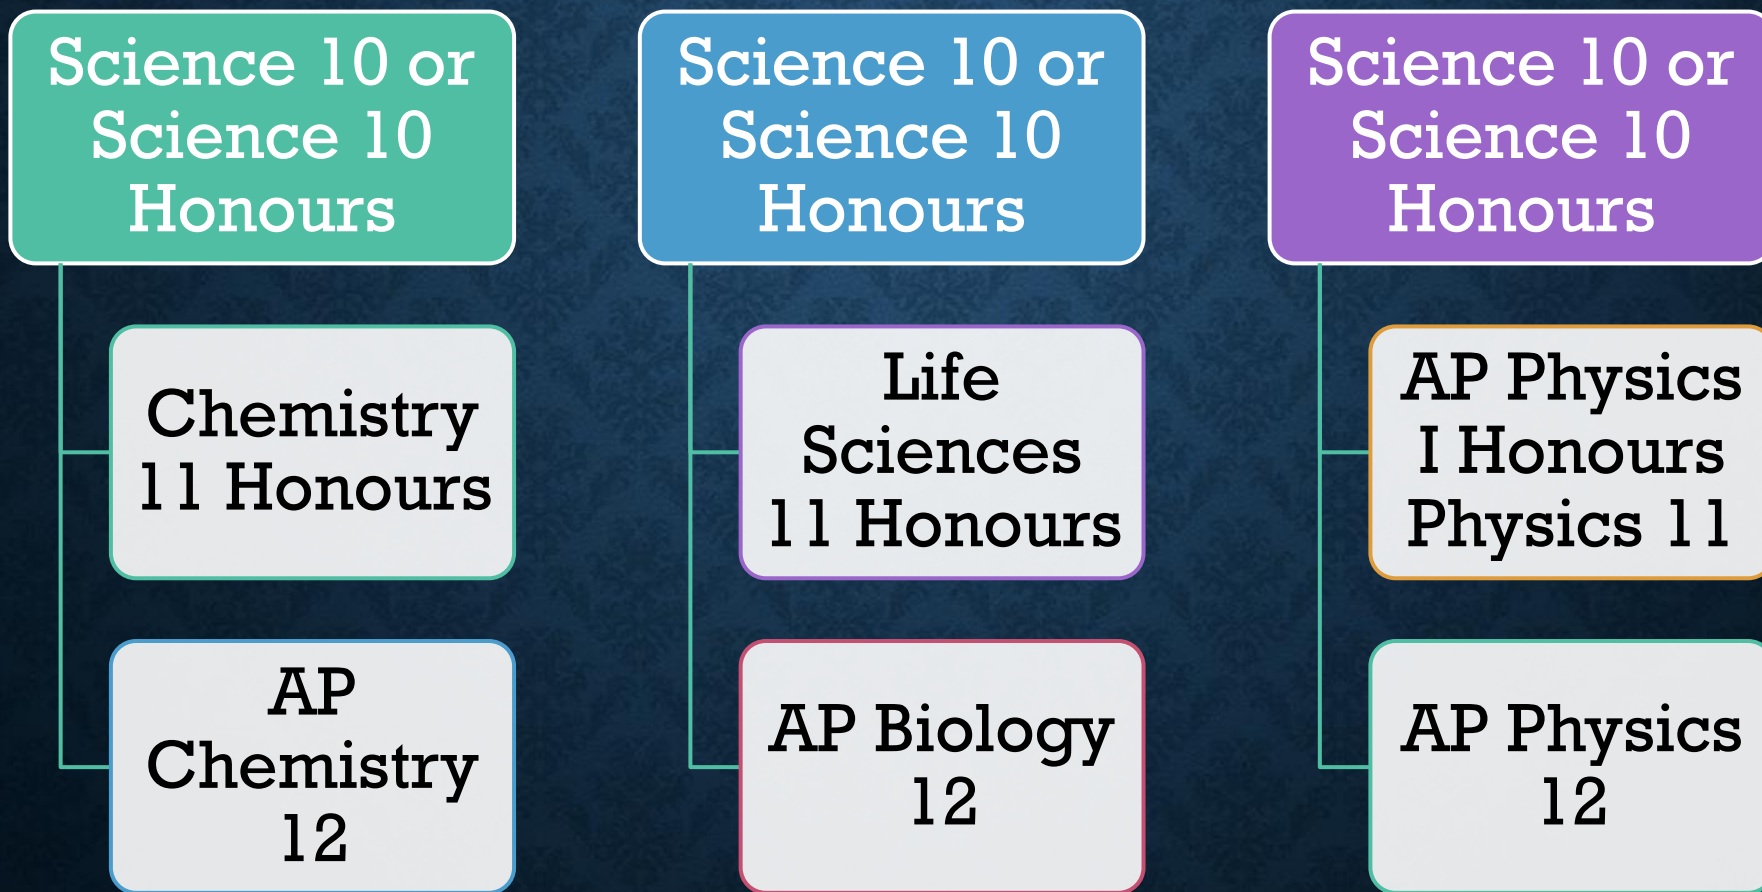 Science 10 or
Science 10
Honours
Chemistry
11 Honours
AP
Chemistry
12
Science 10 or
Science 10
Honours
Life
Sciences
11 Honours
AP Biology
12
Science 10 or
Science 10
Honours
AP Physics
I Honours
Physics 11
AP Physics
12